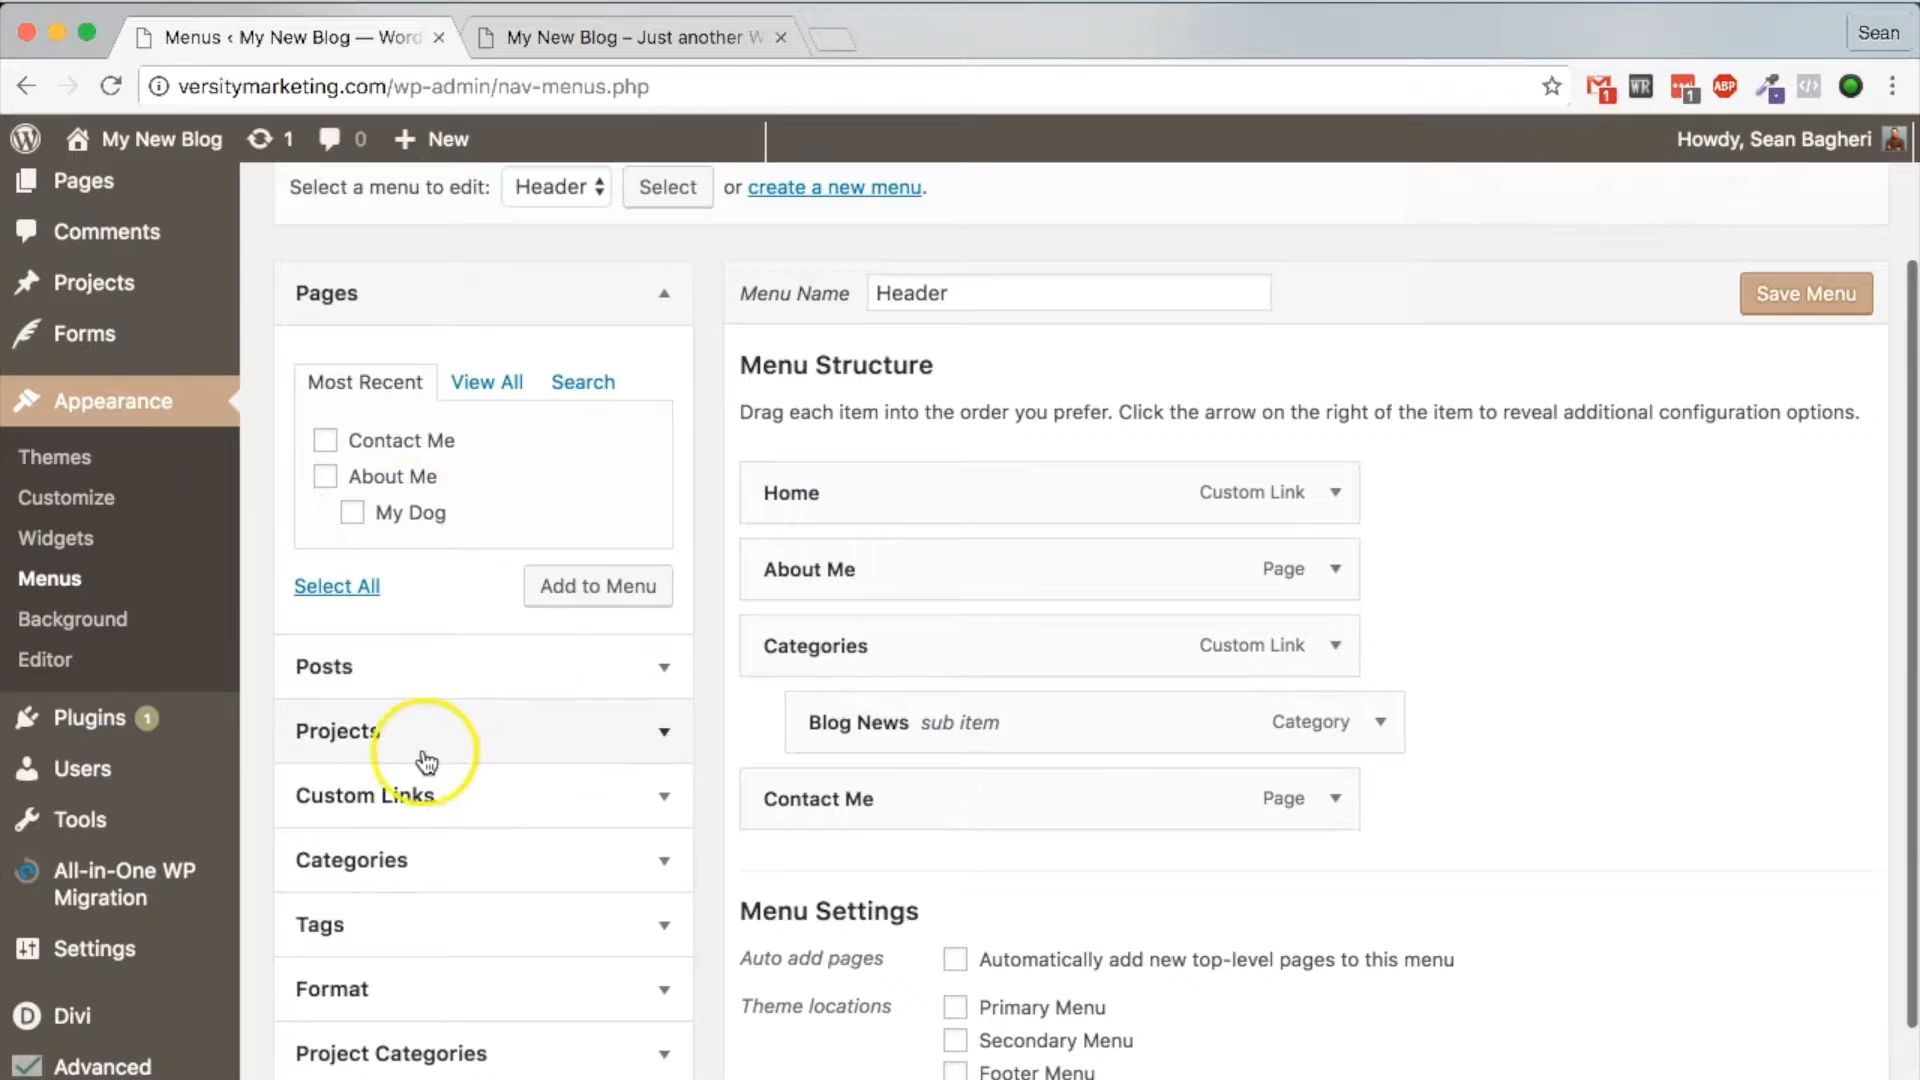 Menus ‹ My New Blog — Word
My New Blog – Just another W
Sean
versitymarketing.com/wp-admin/nav-menus.php
1
WR
1
ABP
My New Blog
1
0
New
Howdy, Sean Bagheri
Pages
Comments
Projects
Forms
Appearance
Themes
Customize
Widgets
Menus
Background
Editor
Plugins 1
Users
Tools
All-in-One WP
Migration
Settings
D Divi
Advanced
Select a menu to edit: Header Select or create a new menu.
Pages
Most Recent View All Search
Contact Me
About Me
My Dog
Select All Add to Menu
Posts
Projects
Custom Links
Categories
Tags
Format
Project Categories
Menu Name Header Save Menu
Menu Structure
Drag each item into the order you prefer. Click the arrow on the right of the item to reveal additional configuration options.
Home Custom Link
About Me Page
Categories Custom Link
Blog News sub item Category
Contact Me Page
Menu Settings
Auto add pages Automatically add new top-level pages to this menu
Theme locations Primary Menu
Secondary Menu
Footer Menu